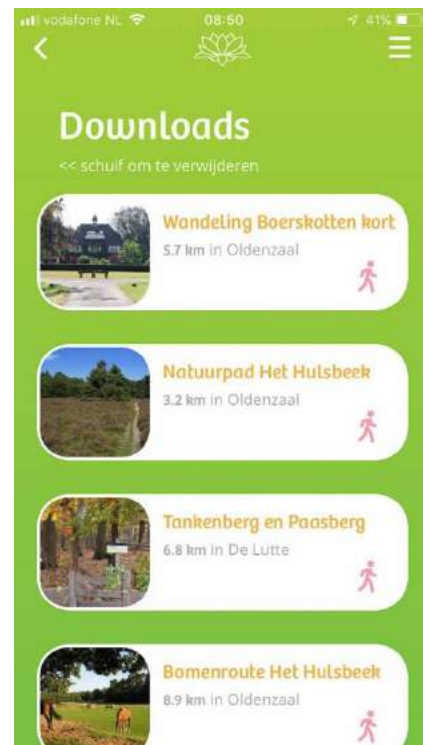 vodafone NL 08:50 41%
Downloads
<< schuif om te verwijderen
Wandeling Boerskotten kort
5.7 km in Oldenzaal
Natuurpad Het Hulsbeek
3.2 km in Oldenzaal
Tankenberg en Paasberg
6.8 km in De Lutte
Bomenroute Het Hulsbeek
8.9 km in Oldenzaal